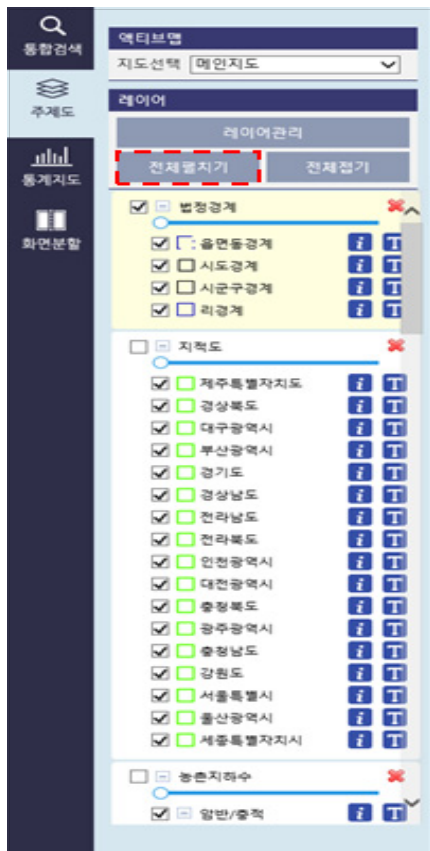 통합검색
주제도
통계지도
화면분할
액티브맵
지도선택 메인지도
레이어
레이어관리
전체펼치기 전체접기
법정경계
읍면동경계 i T
시도경계 i T
시군구경계 i T
리경계 i T
지적도
제주특별자치도 i T
경상북도 i T
대구광역시 i T
부산광역시 i T
경기도 i T
경상남도 i T
전라남도 i T
전라북도 i T
인천광역시 i T
대전광역시 i T
충청북도 i T
광주광역시 i T
충청남도 i T
강원도 i T
서울특별시 i T
울산광역시 i T
세종특별자치시 i T
농촌지하수
암반/충적 i T